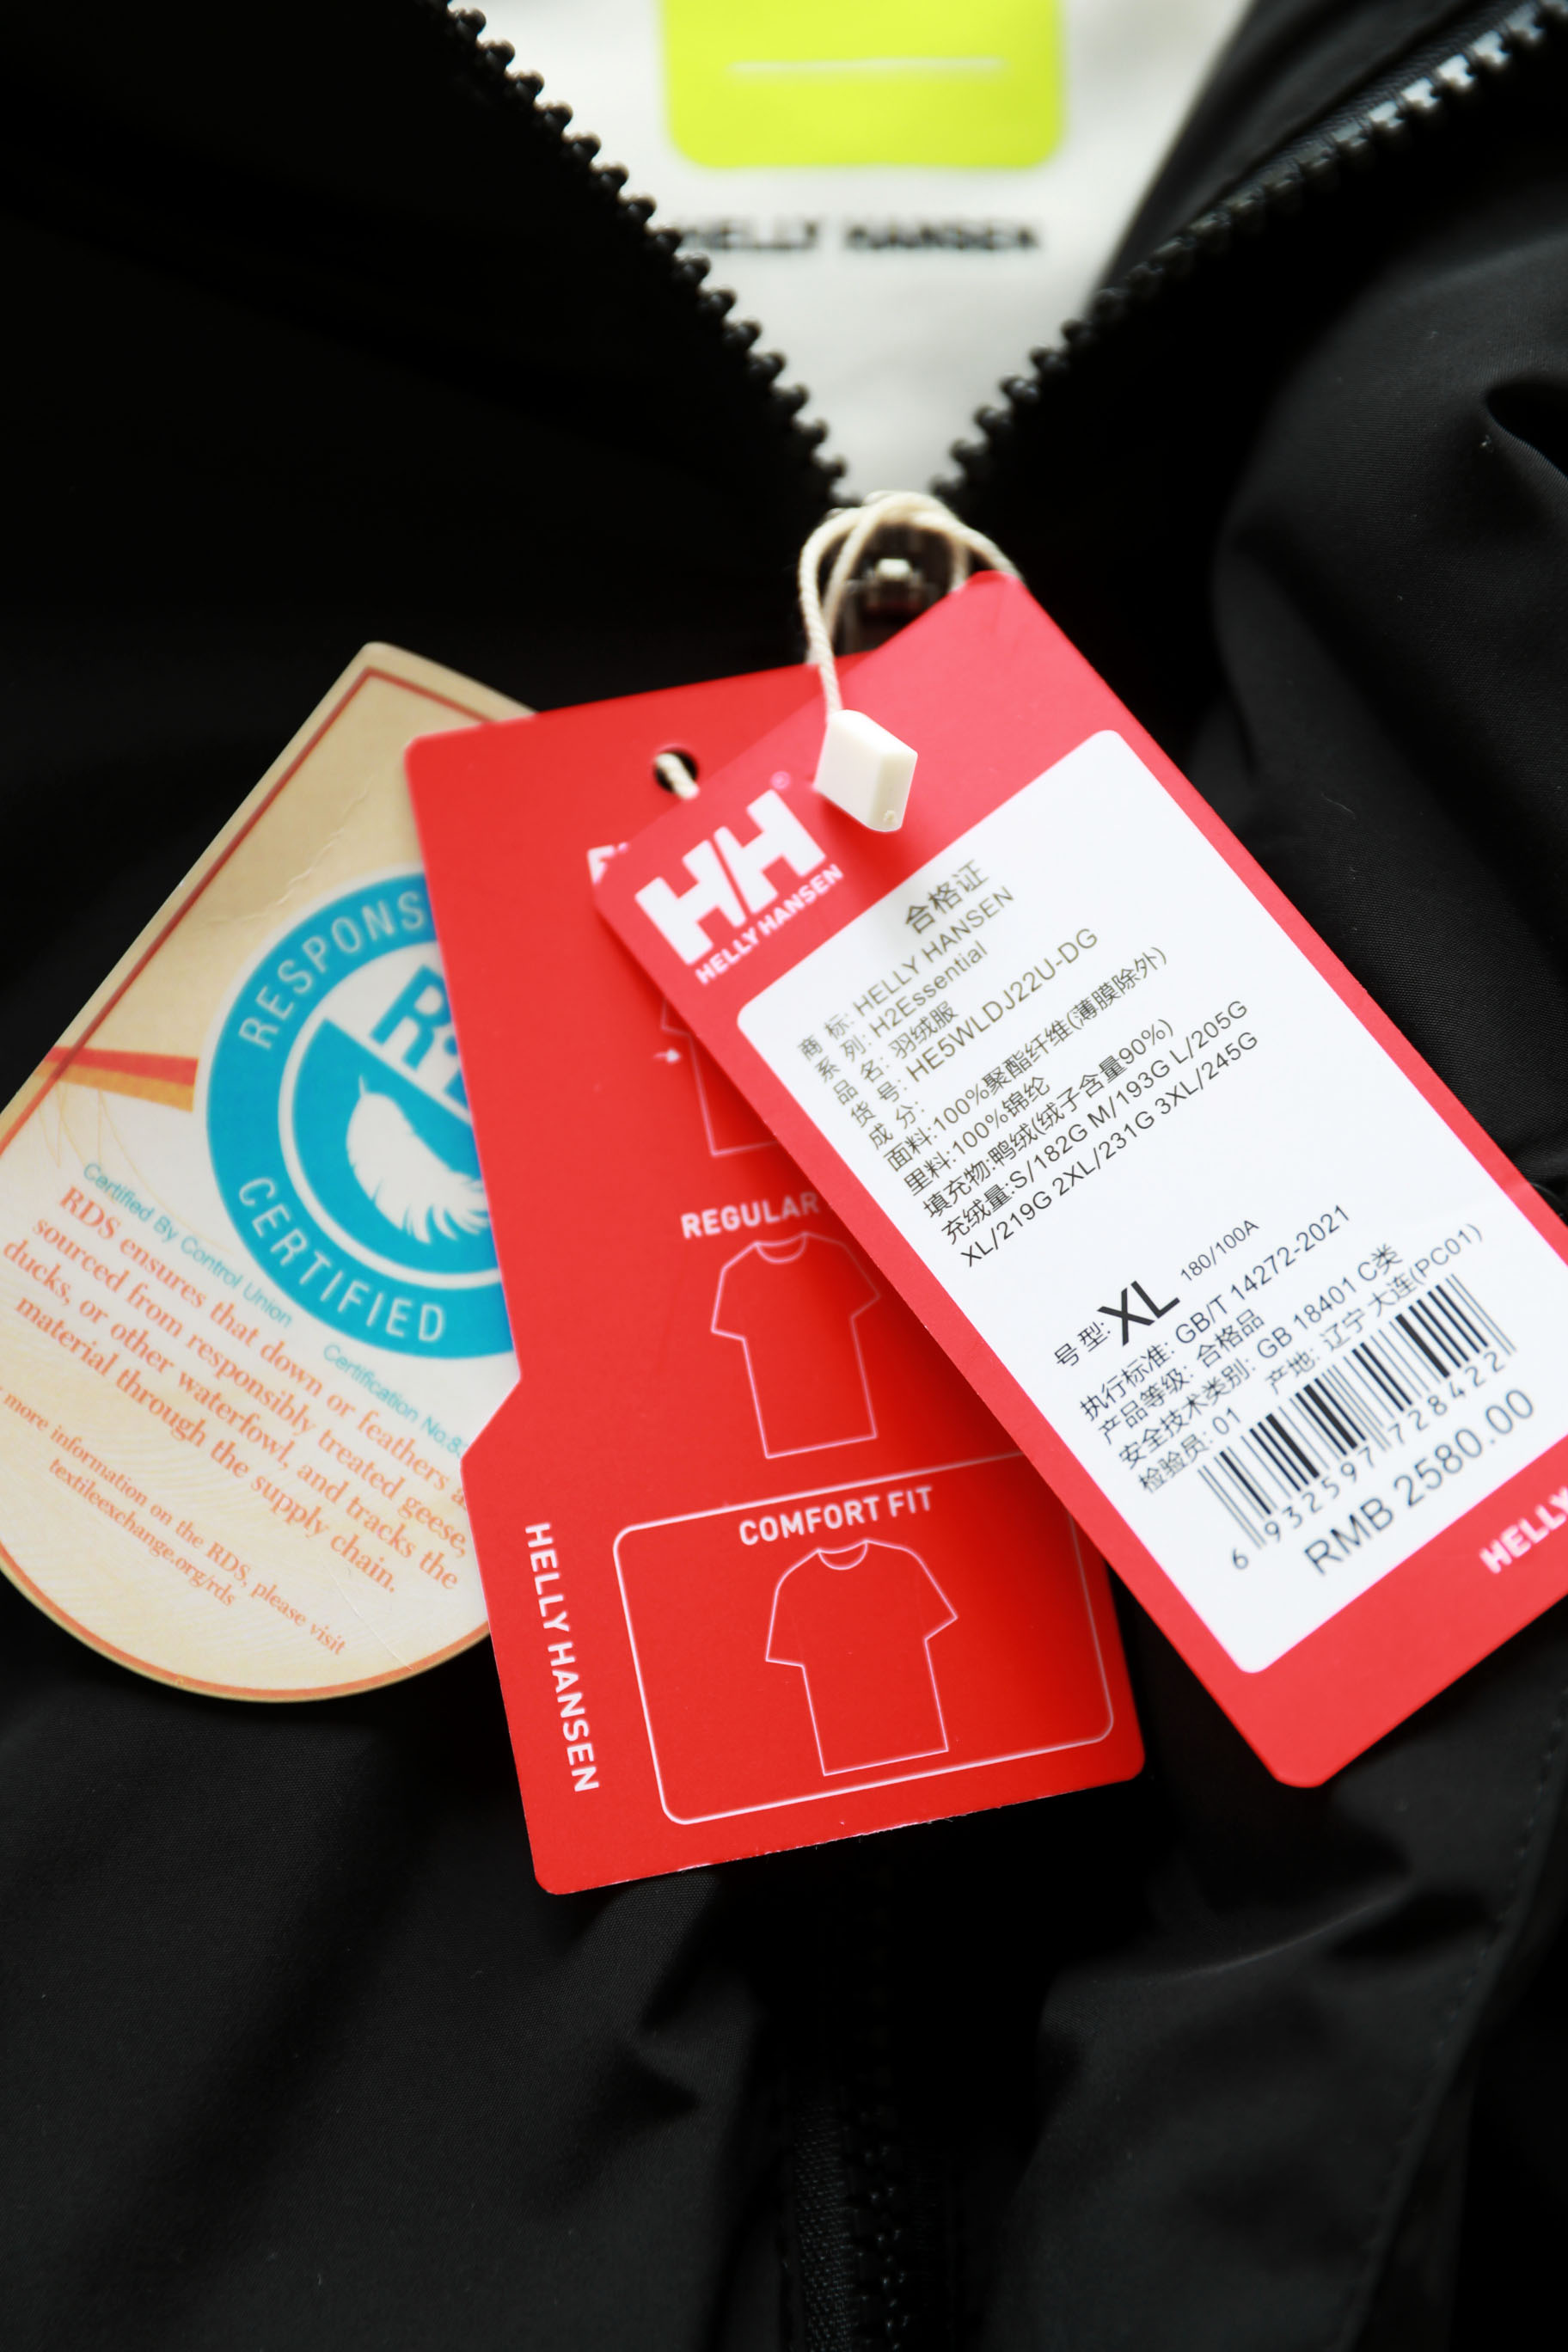 HELLY HANSEN
RESPONS
CERTIFIED
Certified By Control Union
Certification No:8
RDS ensures that down or feathers a
sourced from responsibly treated geese,
ducks, or other waterfowl, and tracks the
material through the supply chain.
more information on the RDS, please visit
textileexchange.org/rds
REGULAR
COMFORT FIT
HELLY HANSEN
HH®
HELLY HANSEN
合格证
商 标: HELLY HANSEN
系 列: H2Essential
品 名: 羽绒服
货 号: HE5WLDJ22U-DG
成 分:
面料:100%聚酯纤维(薄膜除外)
里料:100%锦纶
填充物:鸭绒(绒子含量90%)
充绒量:S/182G M/193G L/205G
XL/219G 2XL/231G 3XL/245G
号型: XL 180/100A
执行标准: GB/T 14272-2021
产品等级: 合格品
安全技术类别: GB 18401 C类
检验员: 01 产地: 辽宁 大连(PC01)
6 932597 728422
RMB 2580.00
HELLY